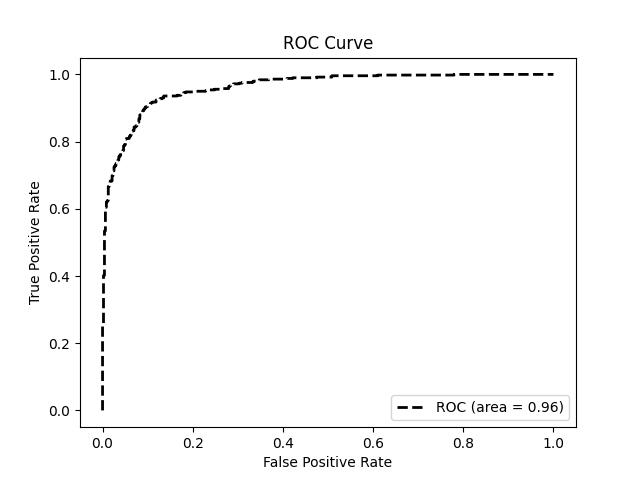 ROC Curve
1.0
0.8
0.6
0.4
0.2
0.0
True Positive Rate
ROC (area = 0.96)
0.0 0.2 0.4 0.6 0.8 1.0
False Positive Rate